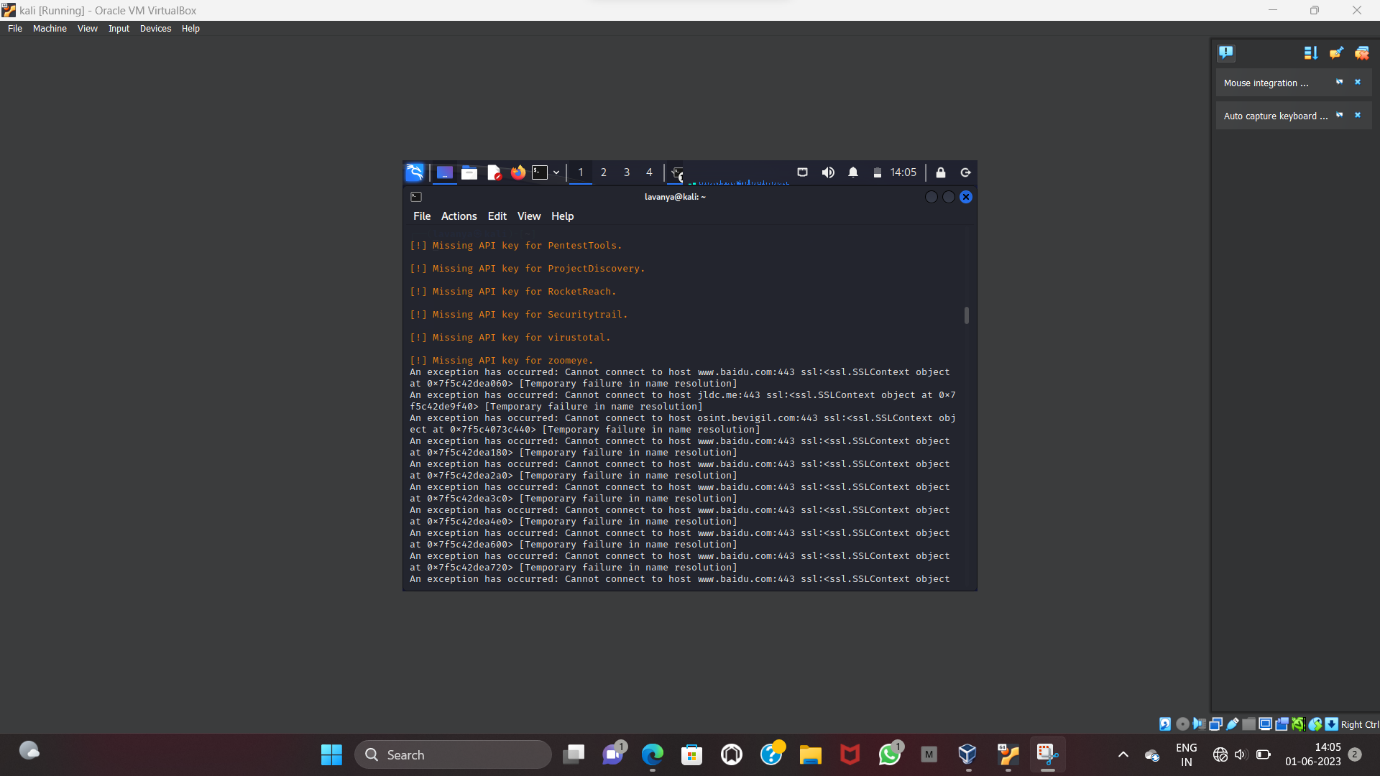 kali [Running] - Oracle VM VirtualBox
File Machine View Input Devices Help
Mouse integration ...
Auto capture keyboard ...
1 2 3 4 14:05
lavanya@kali: ~
File Actions Edit View Help
[!] Missing API key for PentestTools.
[!] Missing API key for ProjectDiscovery.
[!] Missing API key for RocketReach.
[!] Missing API key for Securitytrail.
[!] Missing API key for virustotal.
[!] Missing API key for zoomeye.
An exception has occurred: Cannot connect to host www.baidu.com:443 ssl:<ssl.SSLContext object
at 0×7f5c42dea060> [Temporary failure in name resolution]
An exception has occurred: Cannot connect to host jldc.me:443 ssl:<ssl.SSLContext object at 0×7
f5c42de9f40> [Temporary failure in name resolution]
An exception has occurred: Cannot connect to host osint.bevigil.com:443 ssl:<ssl.SSLContext obj
ect at 0×7f5c4073c440> [Temporary failure in name resolution]
An exception has occurred: Cannot connect to host www.baidu.com:443 ssl:<ssl.SSLContext object
at 0×7f5c42dea180> [Temporary failure in name resolution]
An exception has occurred: Cannot connect to host www.baidu.com:443 ssl:<ssl.SSLContext object
at 0×7f5c42dea2a0> [Temporary failure in name resolution]
An exception has occurred: Cannot connect to host www.baidu.com:443 ssl:<ssl.SSLContext object
at 0×7f5c42dea3c0> [Temporary failure in name resolution]
An exception has occurred: Cannot connect to host www.baidu.com:443 ssl:<ssl.SSLContext object
at 0×7f5c42dea4e0> [Temporary failure in name resolution]
An exception has occurred: Cannot connect to host www.baidu.com:443 ssl:<ssl.SSLContext object
at 0×7f5c42dea600> [Temporary failure in name resolution]
An exception has occurred: Cannot connect to host www.baidu.com:443 ssl:<ssl.SSLContext object
at 0×7f5c42dea720> [Temporary failure in name resolution]
An exception has occurred: Cannot connect to host www.baidu.com:443 ssl:<ssl.SSLContext object
Right Ctrl
Search
1
1
M
ENG
IN
14:05
01-06-2023
2